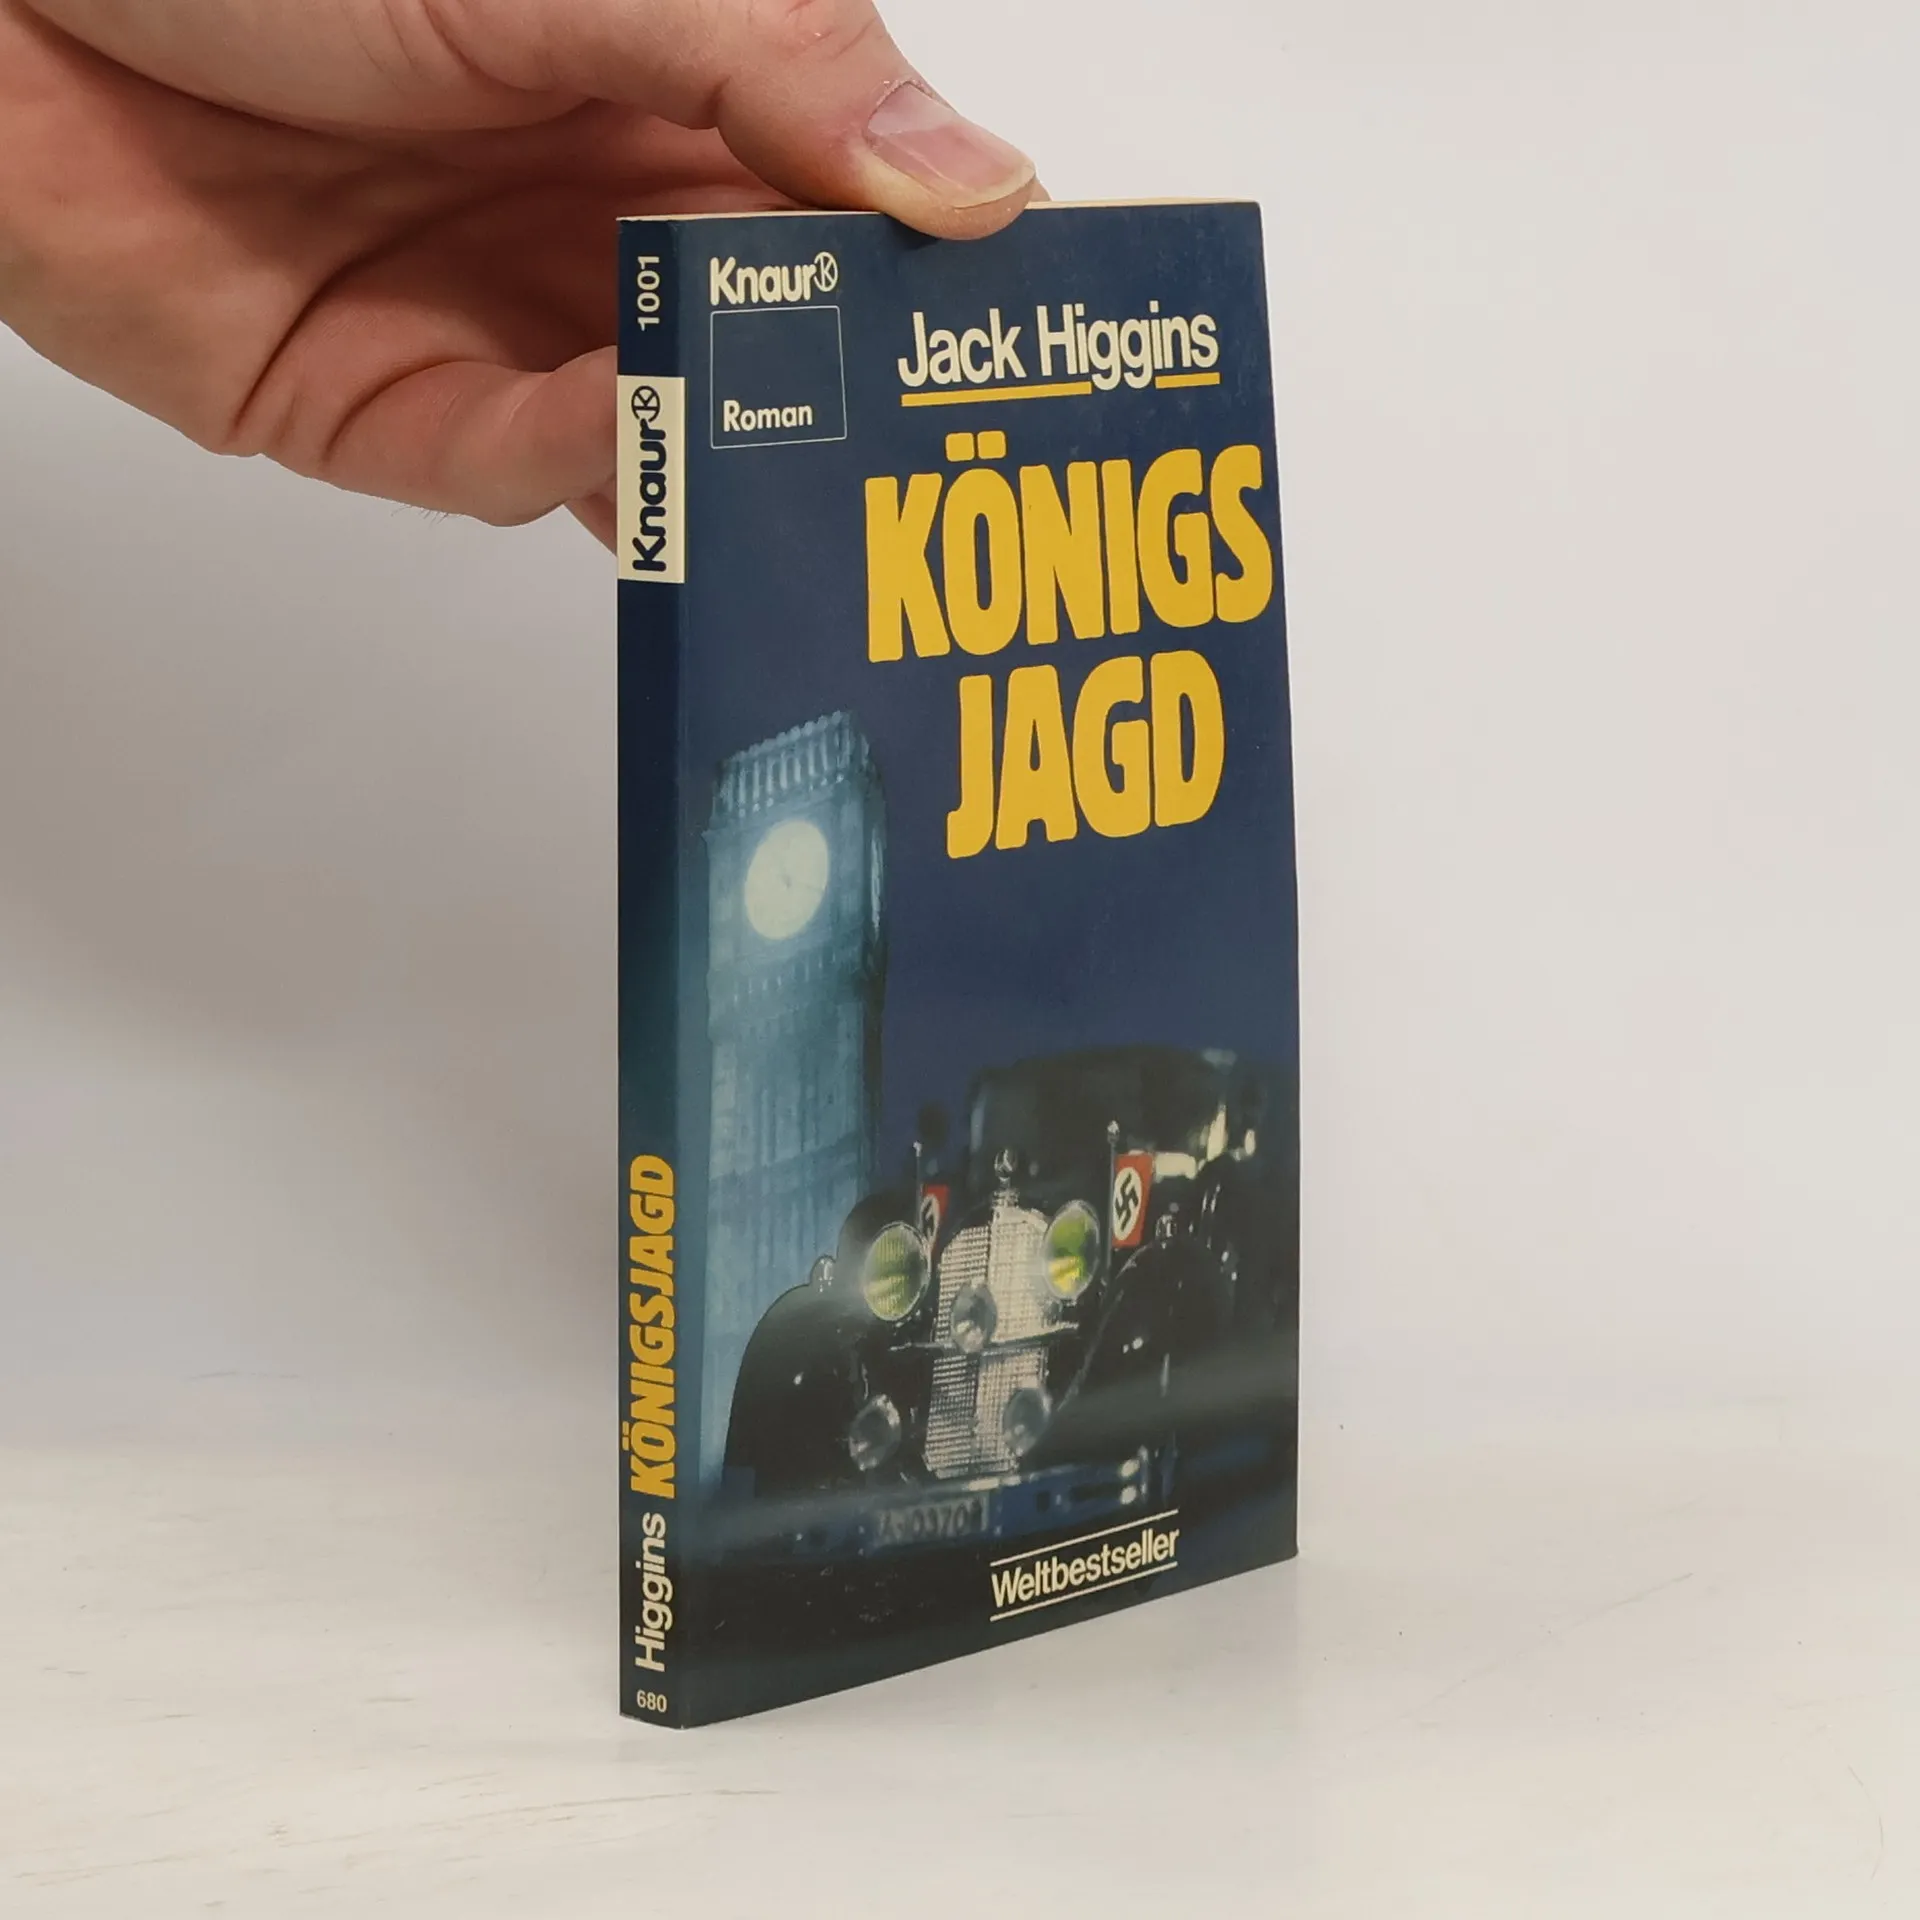 1001
Knaur
KÖNIGSJAGD
Higgins
680
Knaur
Roman
Jack Higgins
KÖNIGS
JAGD
Weltbestseller